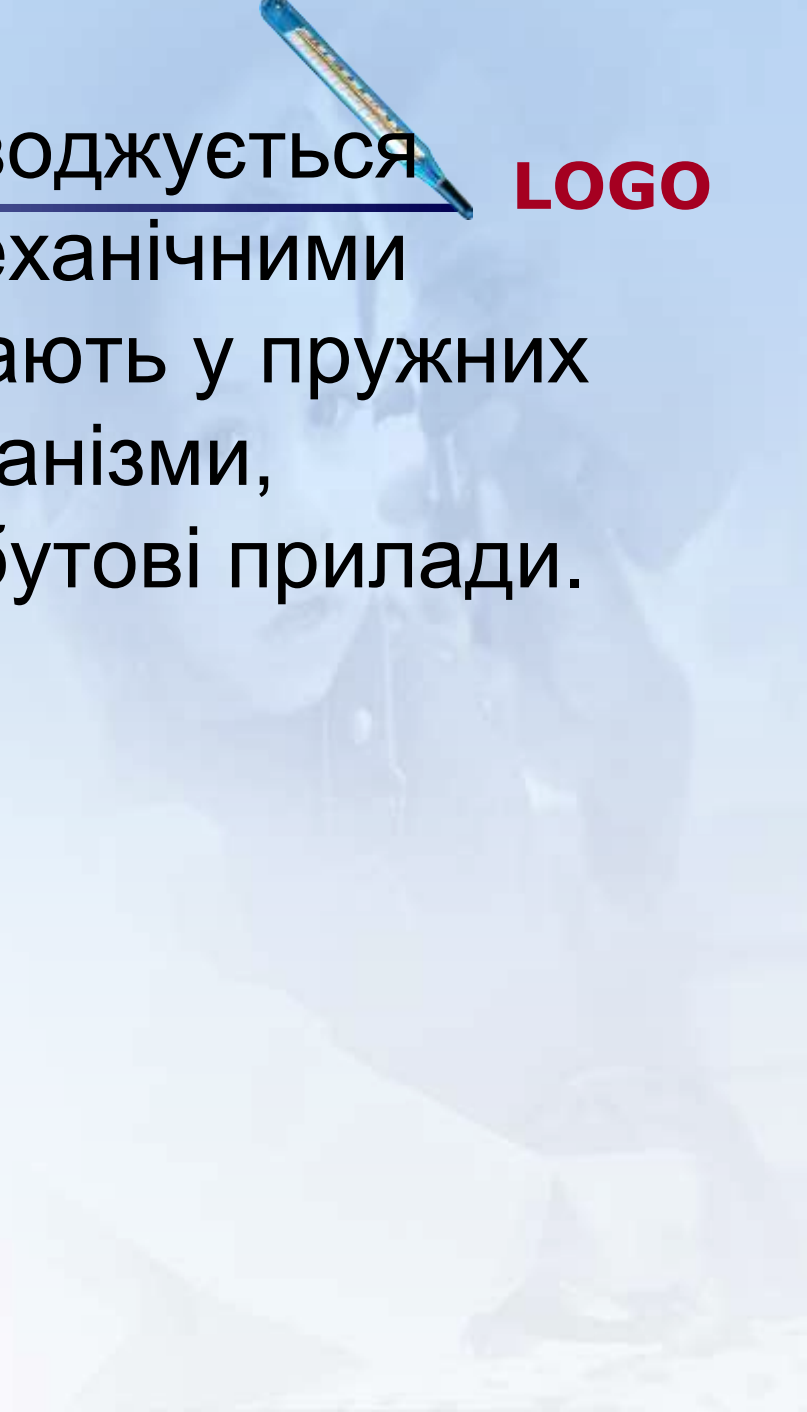 воджується
LOGO
еханічними
ають у пружних
анізми,
бутові прилади.